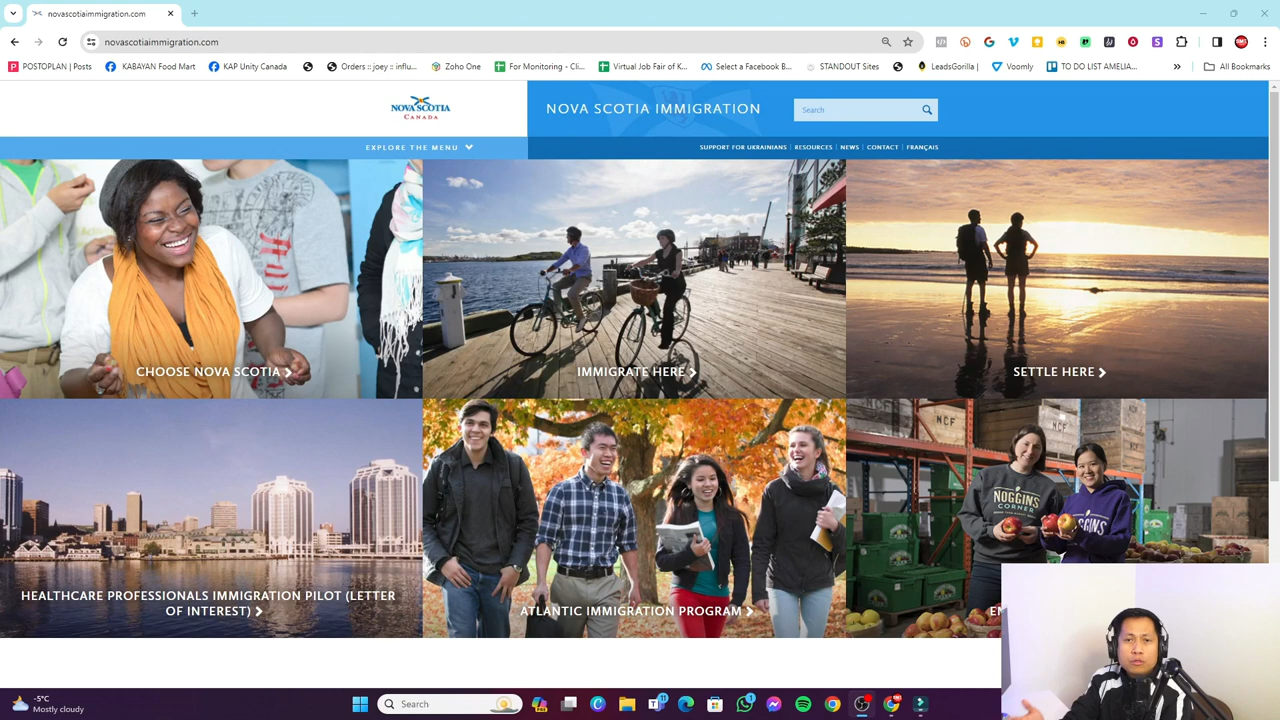 novascotiaimmigration.com
novascotiaimmigration.com
POSTOPLAN | Posts
KABAYAN Food Mart
KAP Unity Canada
Orders :: joey :: influ...
Zoho One
For Monitoring - Cli...
Virtual Job Fair of K...
Select a Facebook B...
STANDOUT Sites
LeadsGorilla |
Voomly
TO DO LIST AMELIA...
All Bookmarks
NOVA SCOTIA
CANADA
NOVA SCOTIA IMMIGRATION
Search
EXPLORE THE MENU
SUPPORT FOR UKRAINIANS | RESOURCES | NEWS | CONTACT | FRANÇAIS
CHOOSE NOVA SCOTIA
IMMIGRATE HERE
SETTLE HERE
NCF
NCF
NOGGINS
CORNER
HEALTHCARE PROFESSIONALS IMMIGRATION PILOT (LETTER
OF INTEREST)
ATLANTIC IMMIGRATION PROGRAM
-5°C
Mostly cloudy
Search